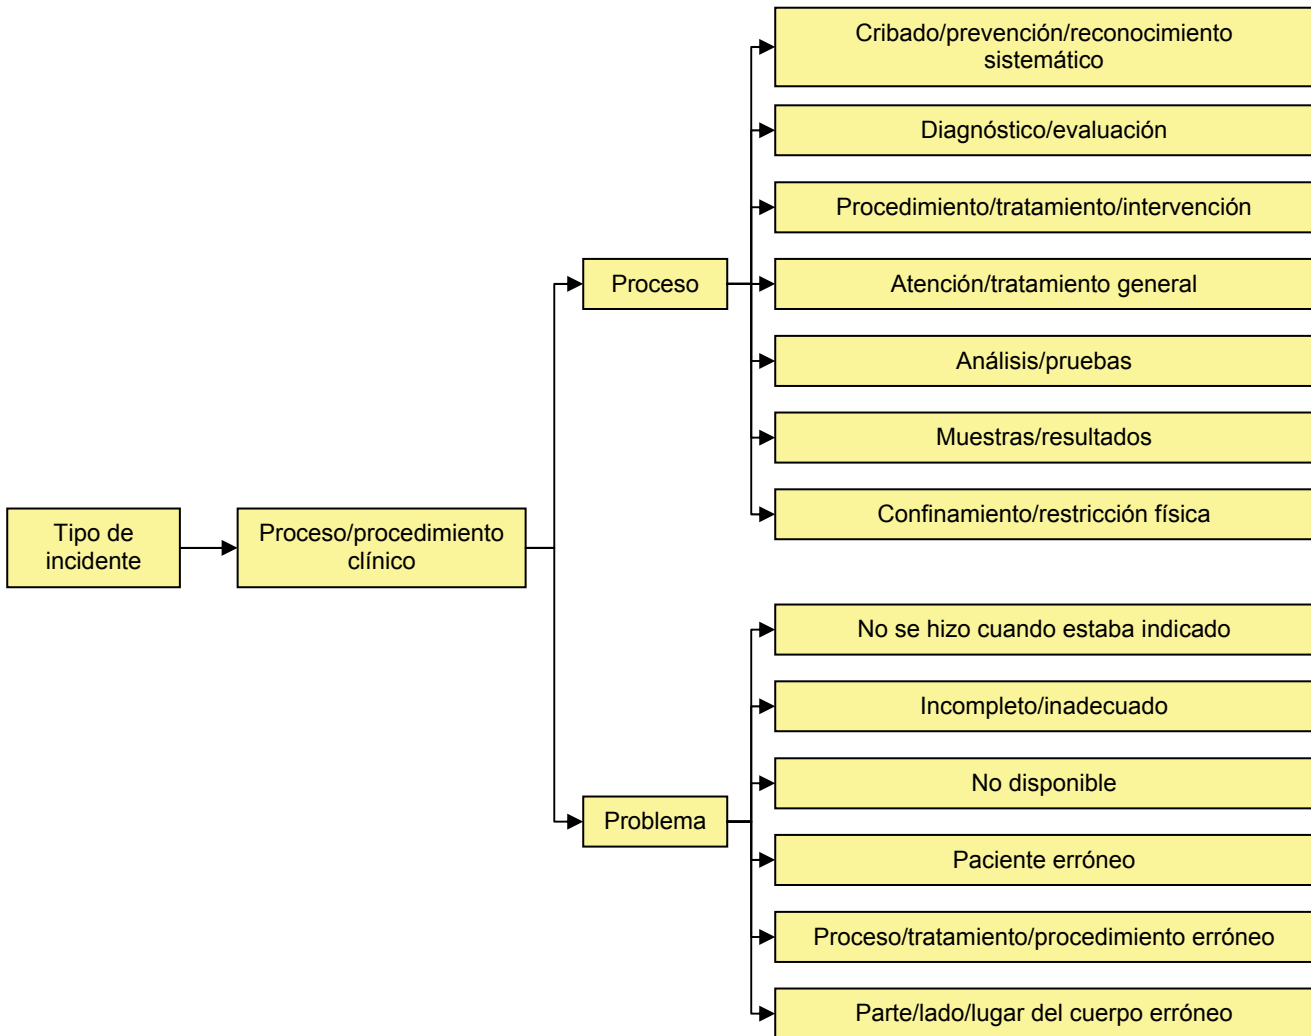 Cribado/prevención/reconocimiento
sistemático
Diagnóstico/evaluación
Procedimiento/tratamiento/intervención
Proceso
Atención/tratamiento general
Análisis/pruebas
Muestras/resultados
Confinamiento/restricción física
Tipo de
incidente
Proceso/procedimiento
clínico
No se hizo cuando estaba indicado
Incompleto/inadecuado
No disponible
Problema
Paciente erróneo
Proceso/tratamiento/procedimiento erróneo
Parte/lado/lugar del cuerpo erróneo